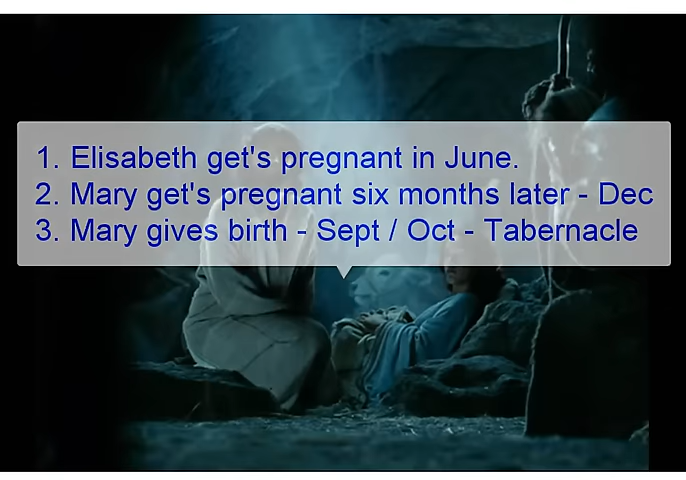 1. Elisabeth get's pregnant in June.
2. Mary get's pregnant six months later - Dec
3. Mary gives birth - Sept / Oct - Tabernacle